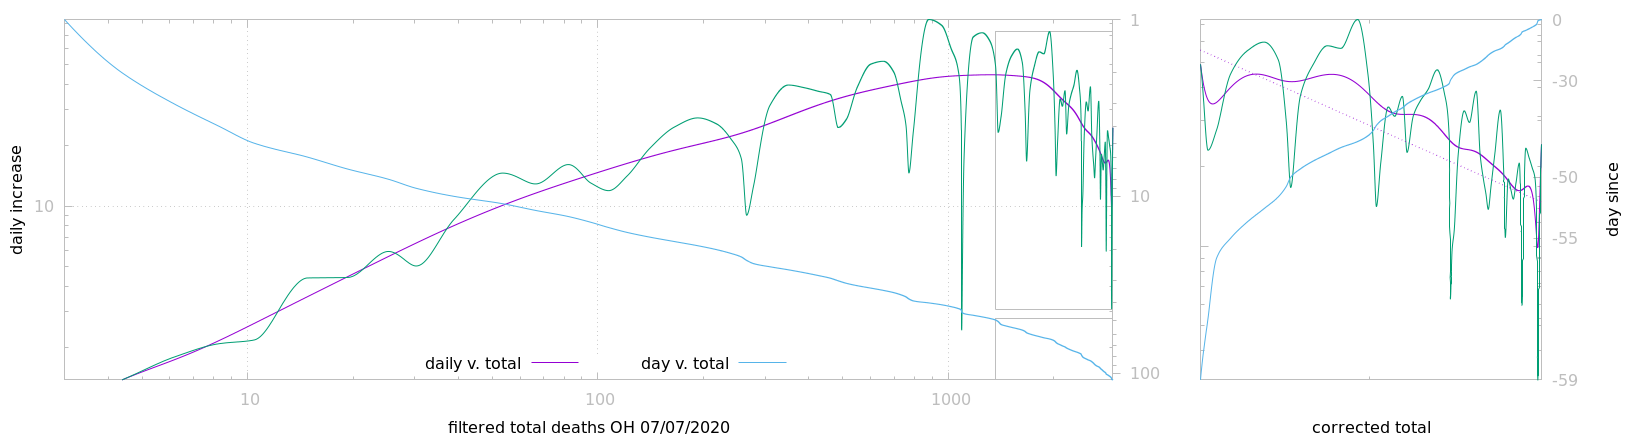 1
0
-30
daily increase
10
10
-50
day since
-55
daily v. total
day v. total
100
-59
10
100
1000
filtered total deaths OH 07/07/2020
corrected total